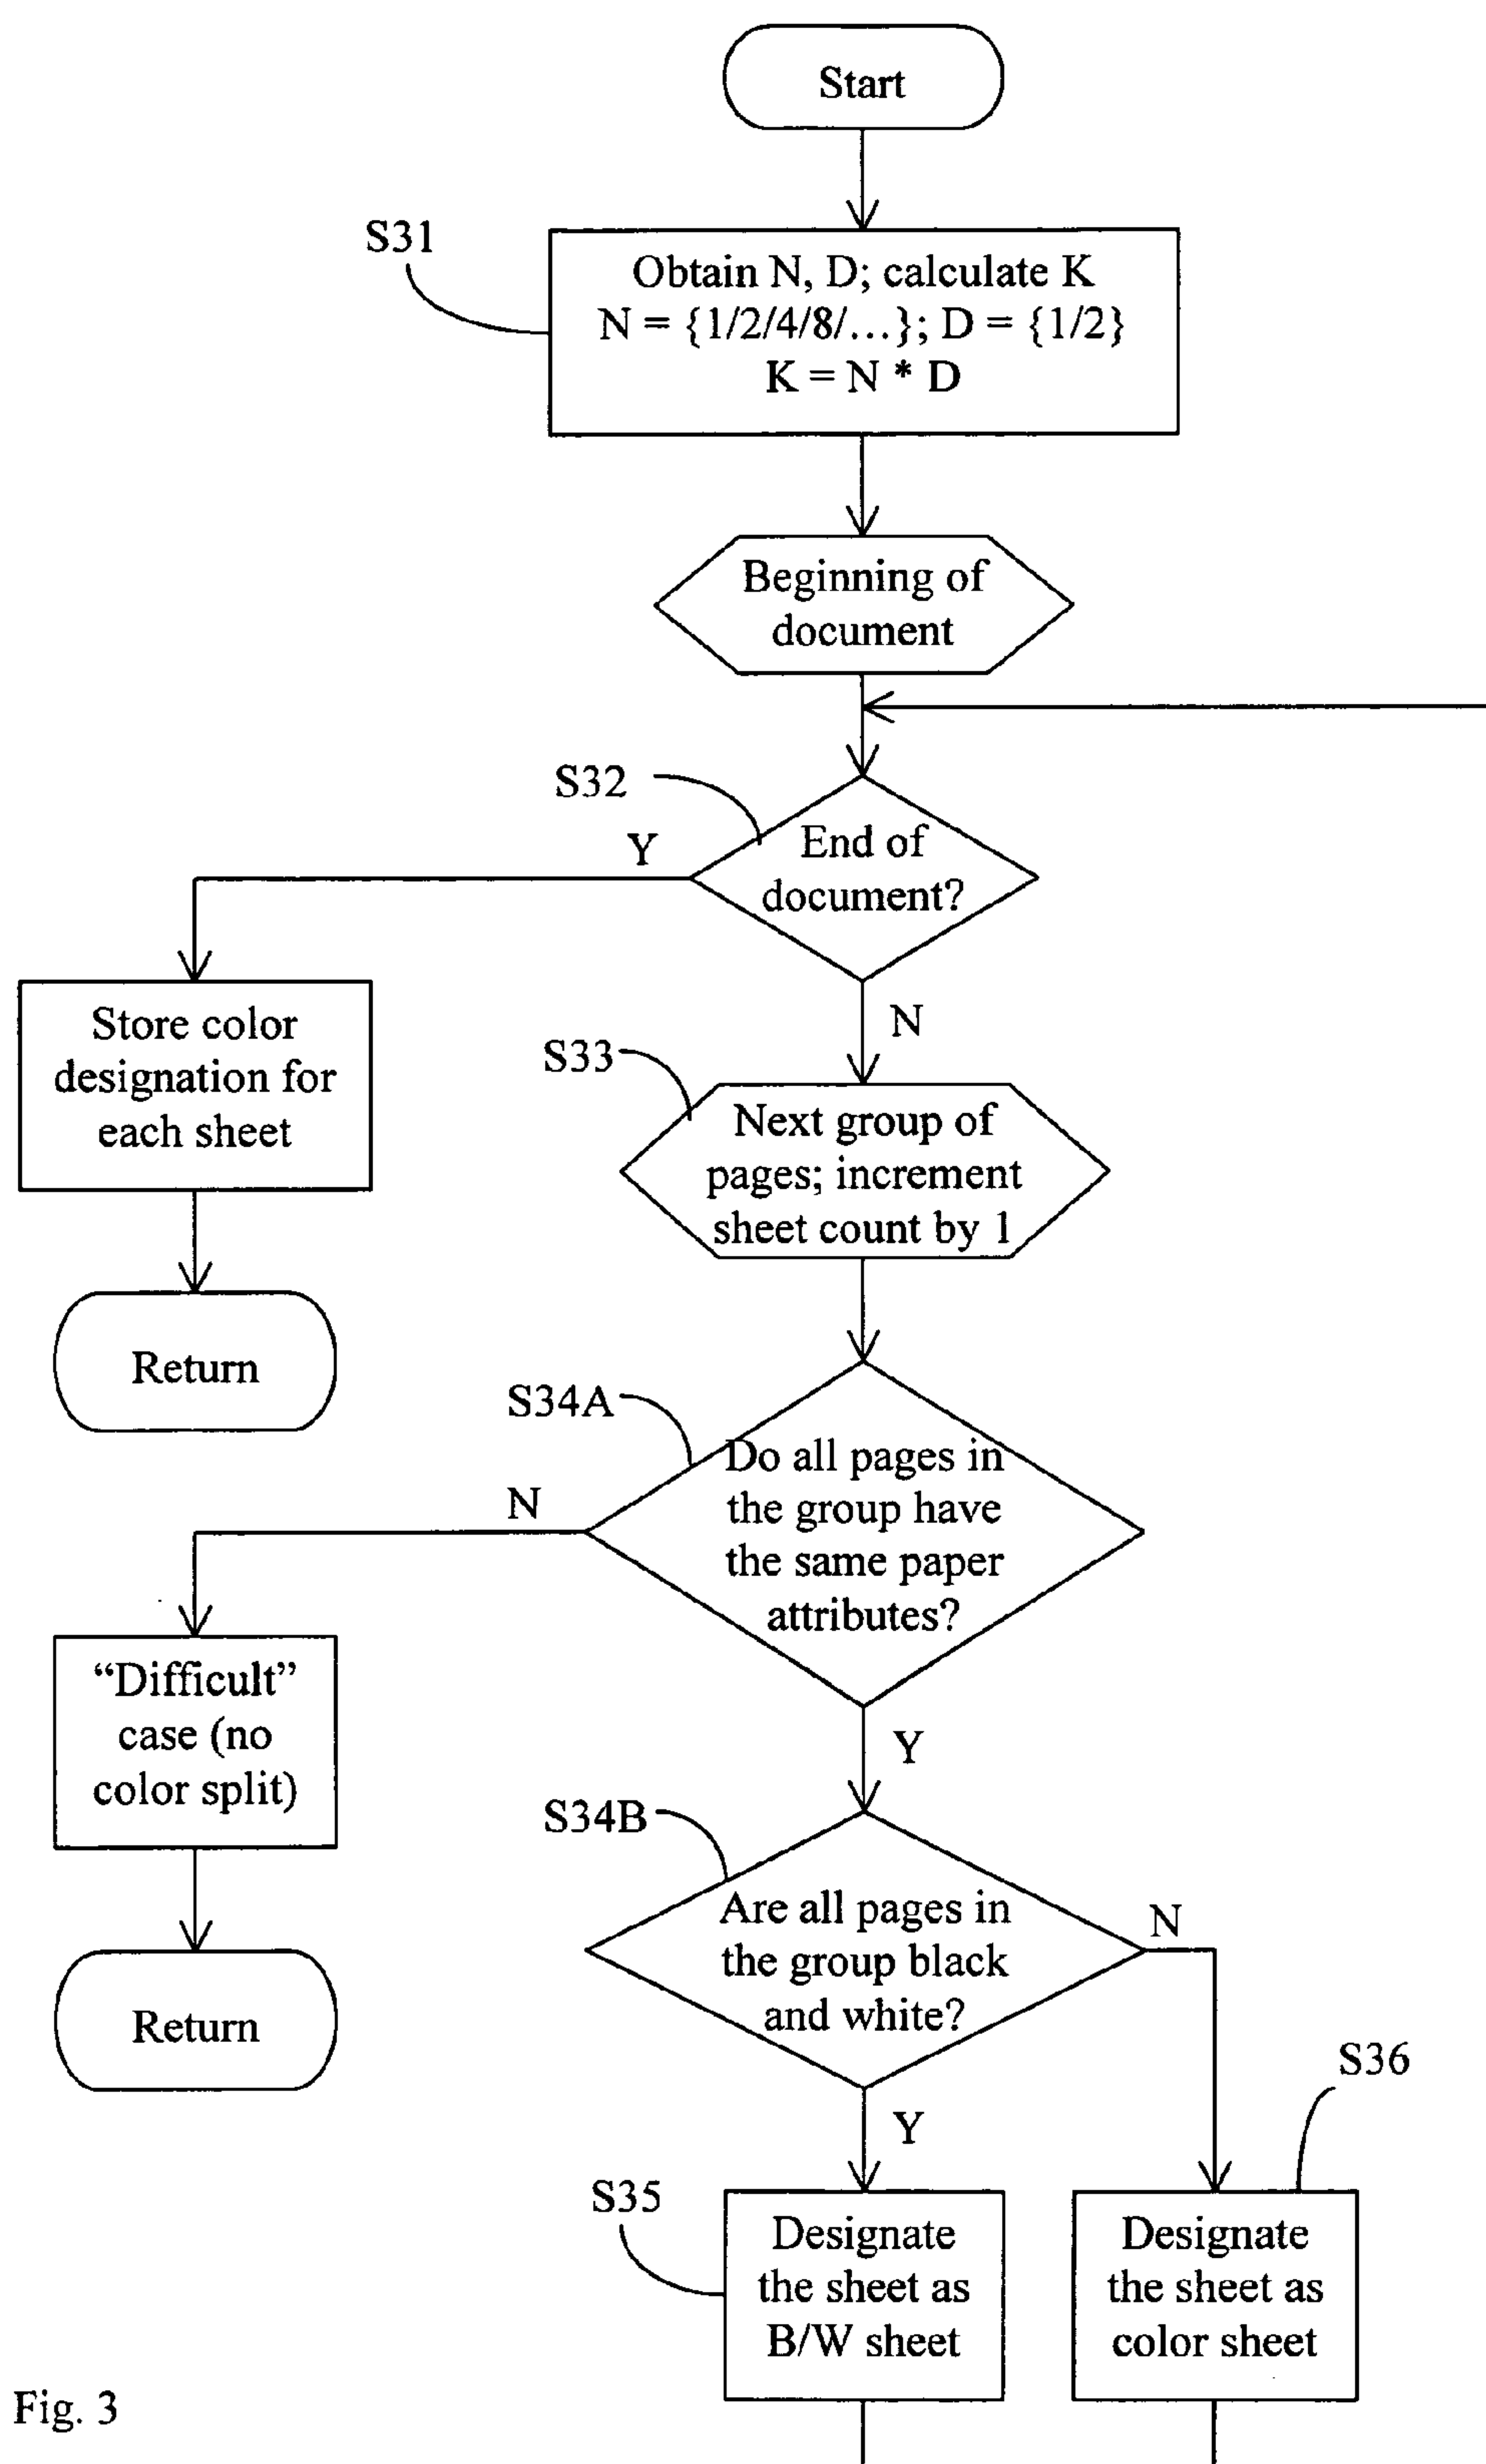 Start
S31
Obtain N, D; calculate K
N = {1/2/4/8/...}; D = {1/2}
K = N * D
Beginning of
document
S32
Y
End of
document?
N
Store color
designation for
each sheet
Return
S33
Next group of
pages; increment
sheet count by 1
S34A
N
Do all pages in
the group have
the same paper
attributes?
Y
“Difficult”
case (no
color split)
Return
S34B
Are all pages in
the group black
and white?
N
Y
S35
Designate
the sheet as
B/W sheet
S36
Designate
the sheet as
color sheet
Fig. 3